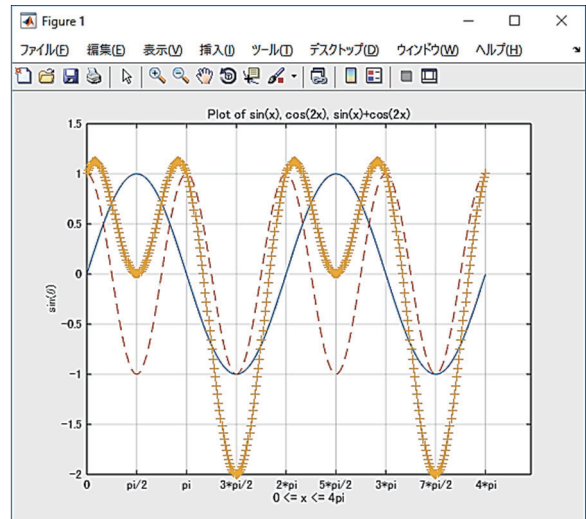 Figure 1
ファイル(F) 編集(E) 表示(V) 挿入(I) ツール(T) デスクトップ(D) ウィンドウ(W) ヘルプ(H)
Plot of sin(x), cos(2x), sin(x)+cos(2x)
1.5
1
0.5
0
-0.5
-1
-1.5
-2
sin(θ)
0 pi/2 pi 3*pi/2 2*pi 5*pi/2 3*pi 7*pi/2 4*pi
0 <= x <= 4pi